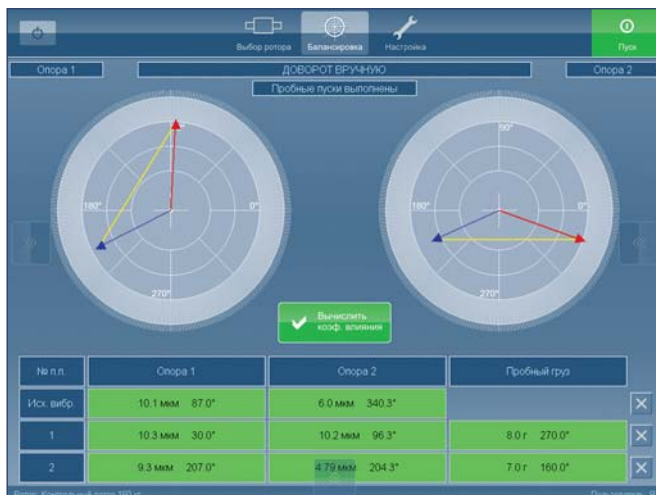 Выбор ротора
Балансировка
Настройка
Пуск
Опора 1
ДОВОРОТ ВРУЧНУЮ
Опора 2
Пробные пуски выполнены
90°
180°
0°
270°
90°
180°
0°
270°
Вычислить
коэф. влияния
№ п.п. Опора 1 Опора 2 Пробный груз
Исх. вибр. 10.1 мкм 87.0° 6.0 мкм 340.3°
1 10.3 мкм 30.0° 10.2 мкм 96.3° 8.0 г 270.0°
2 9.3 мкм 207.0° 4.79 мкм 204.3° 7.0 г 160.0°